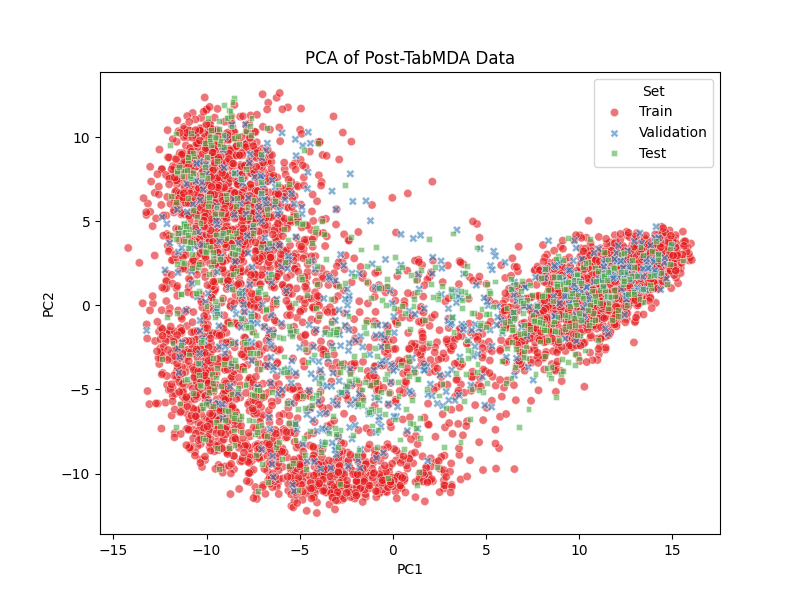 PCA of Post-TabMDA Data
Set
Train
Validation
Test
10
5
0
−5
−10
PC2
−15
−10
−5
0
5
10
15
PC1